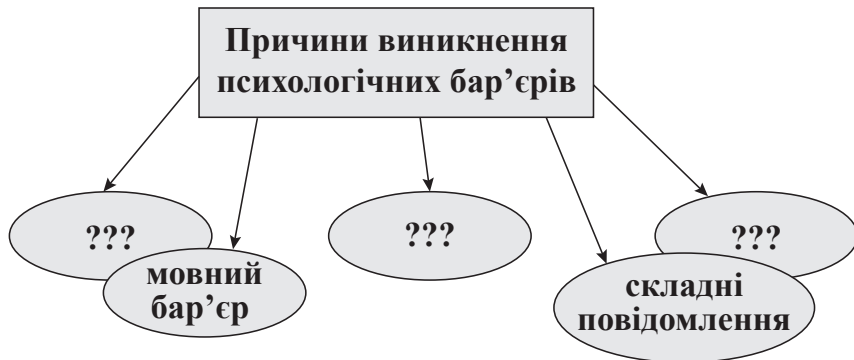 Причини виникнення
психологічних бар’єрів
???
мовний
бар’єр
???
???
складні
повідомлення